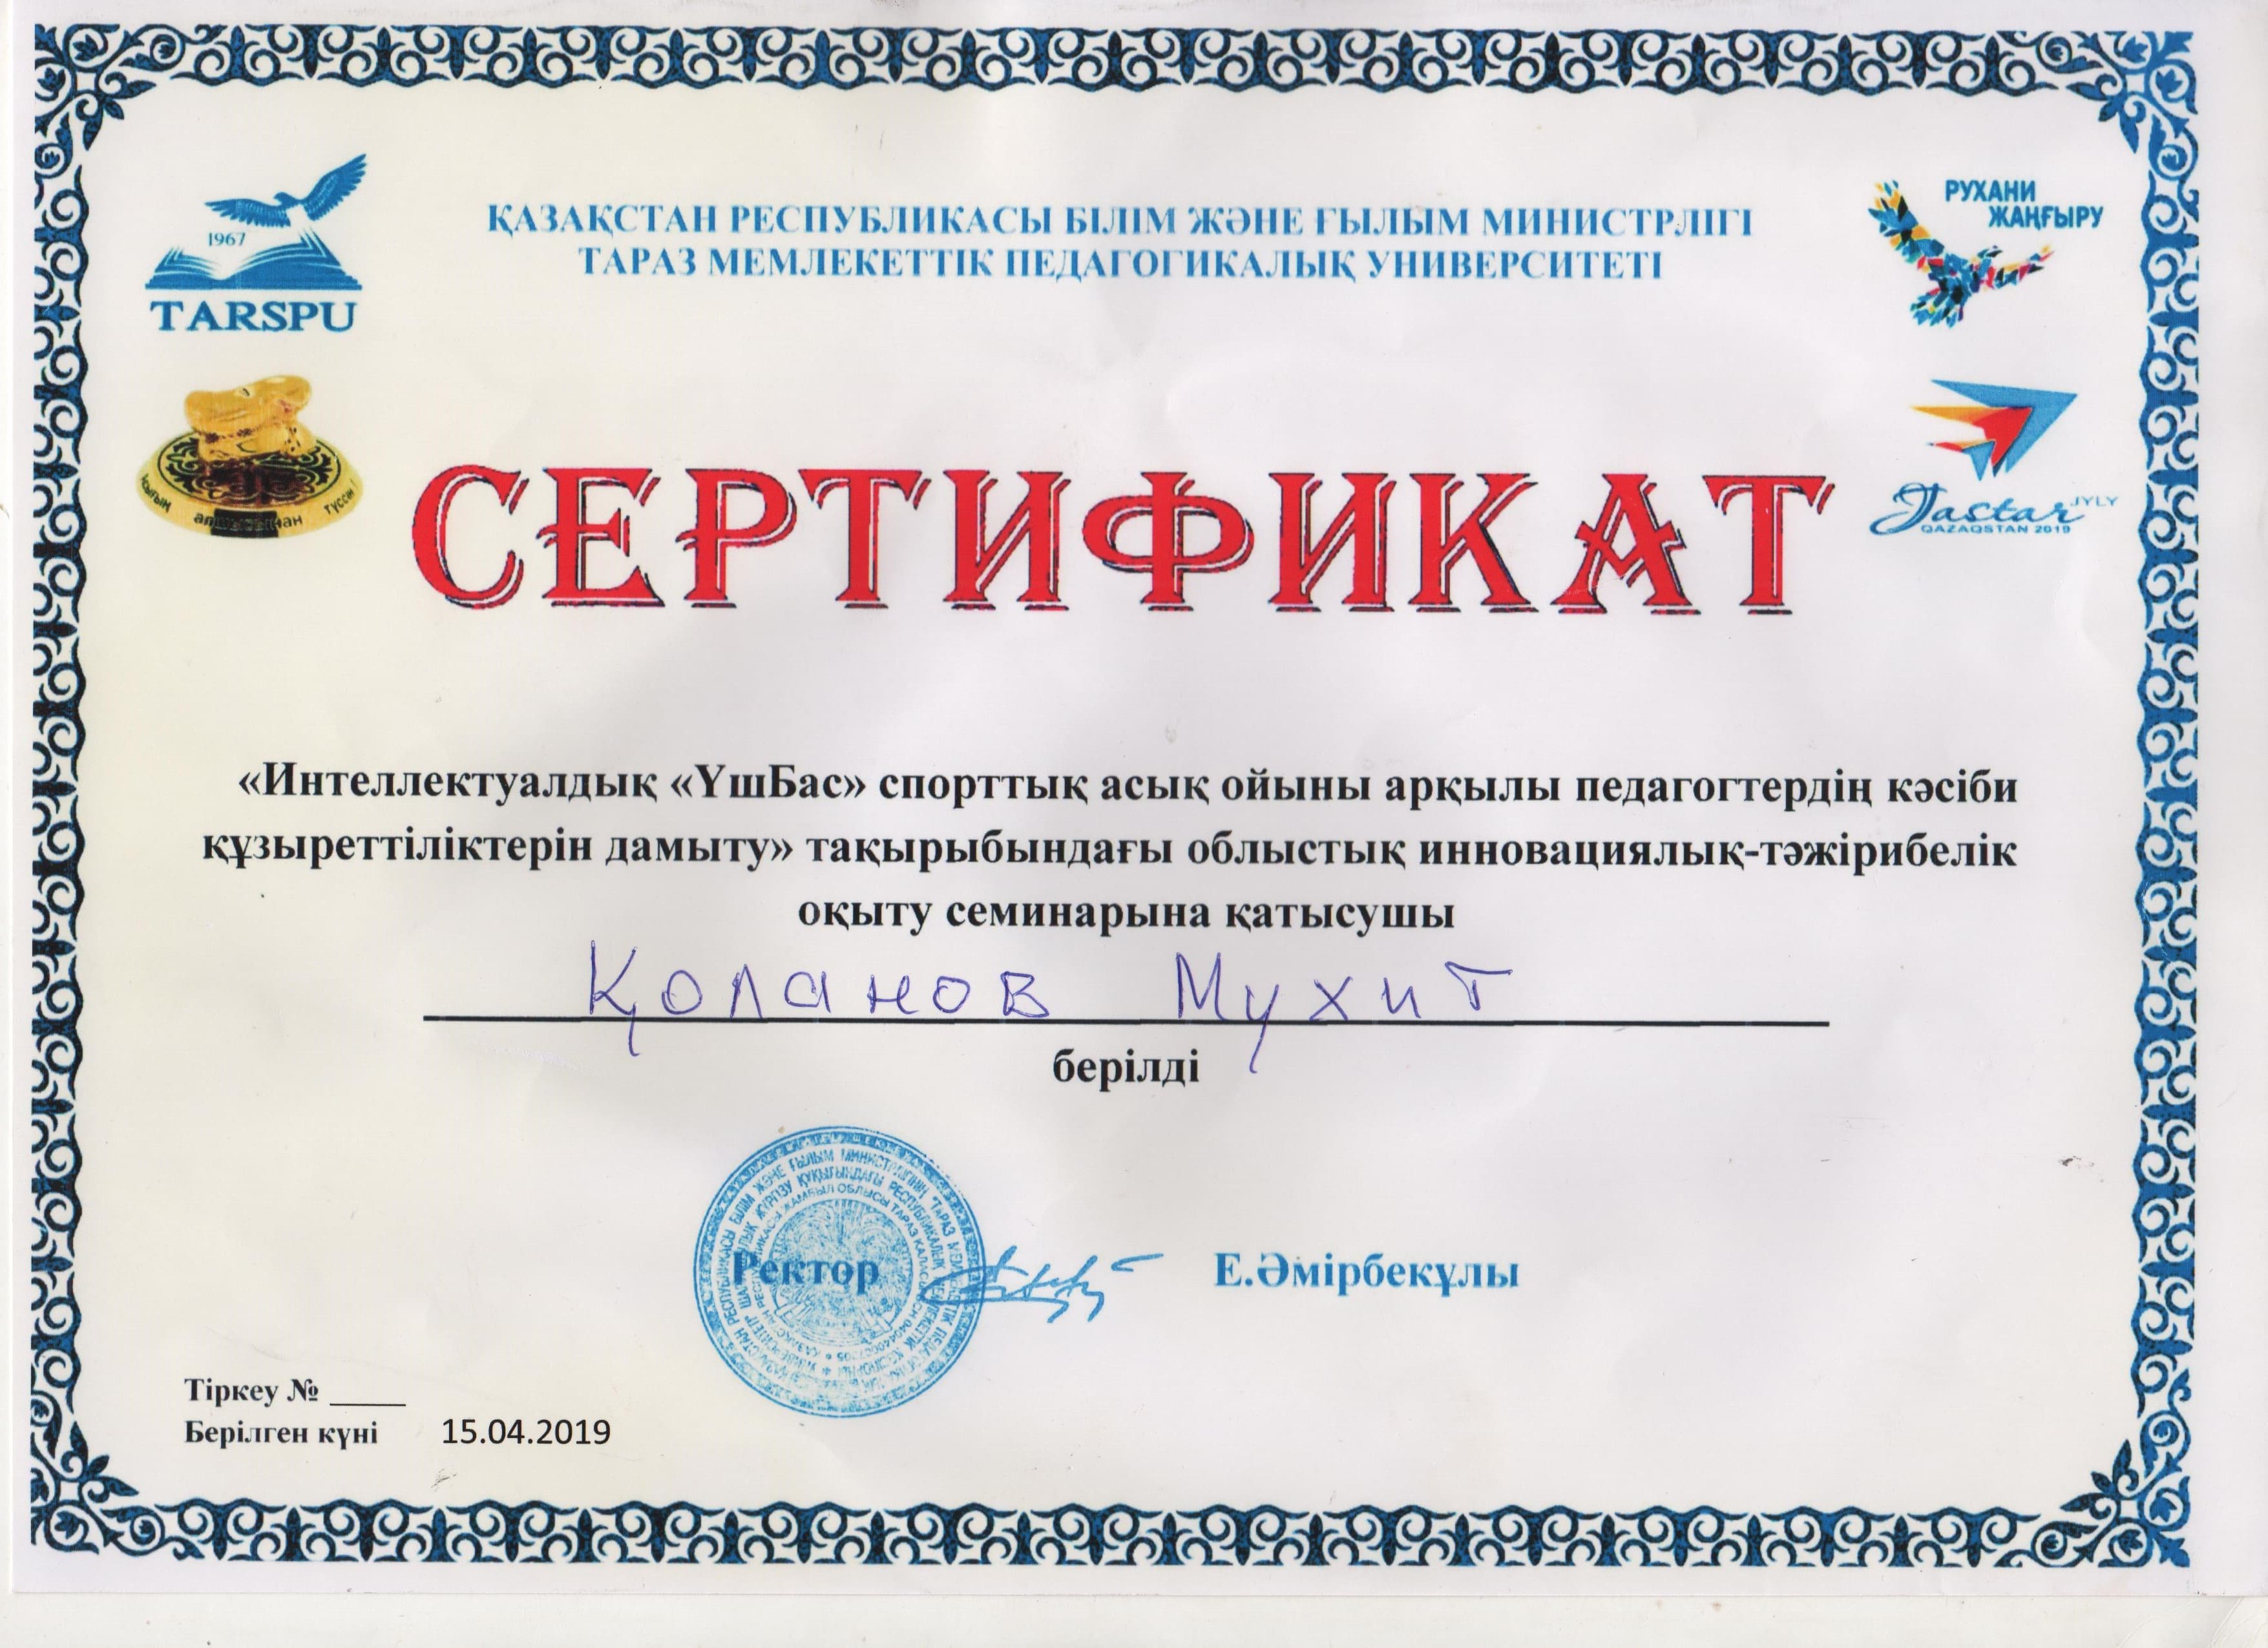 1967
TARSPU
ҚАЗАҚСТАН РЕСПУБЛИКАСЫ БІЛІМ ЖӘНЕ ҒЫЛЫМ МИНИСТРЛІГІ
ТАРАЗ МЕМЛЕКЕТТІК ПЕДАГОГИКАЛЫҚ УНИВЕРСИТЕТІ
РУХАНИ
ЖАҢҒЫРУ
түссін
Jastar JYLY
QAZAQSTAN 2019
СЕРТИФИКАТ
«Интеллектуалдық «ҮшБас» спорттық асық ойыны арқылы педагогтердің кәсіби
құзыреттіліктерін дамыту» тақырыбындағы облыстық инновациялық-тәжірибелік
оқыту семинарына қатысушы
Қоланов Мухит
берілді
Ректор Е.Әмірбекұлы
Тіркеу № _____
Берілген күні 15.04.2019